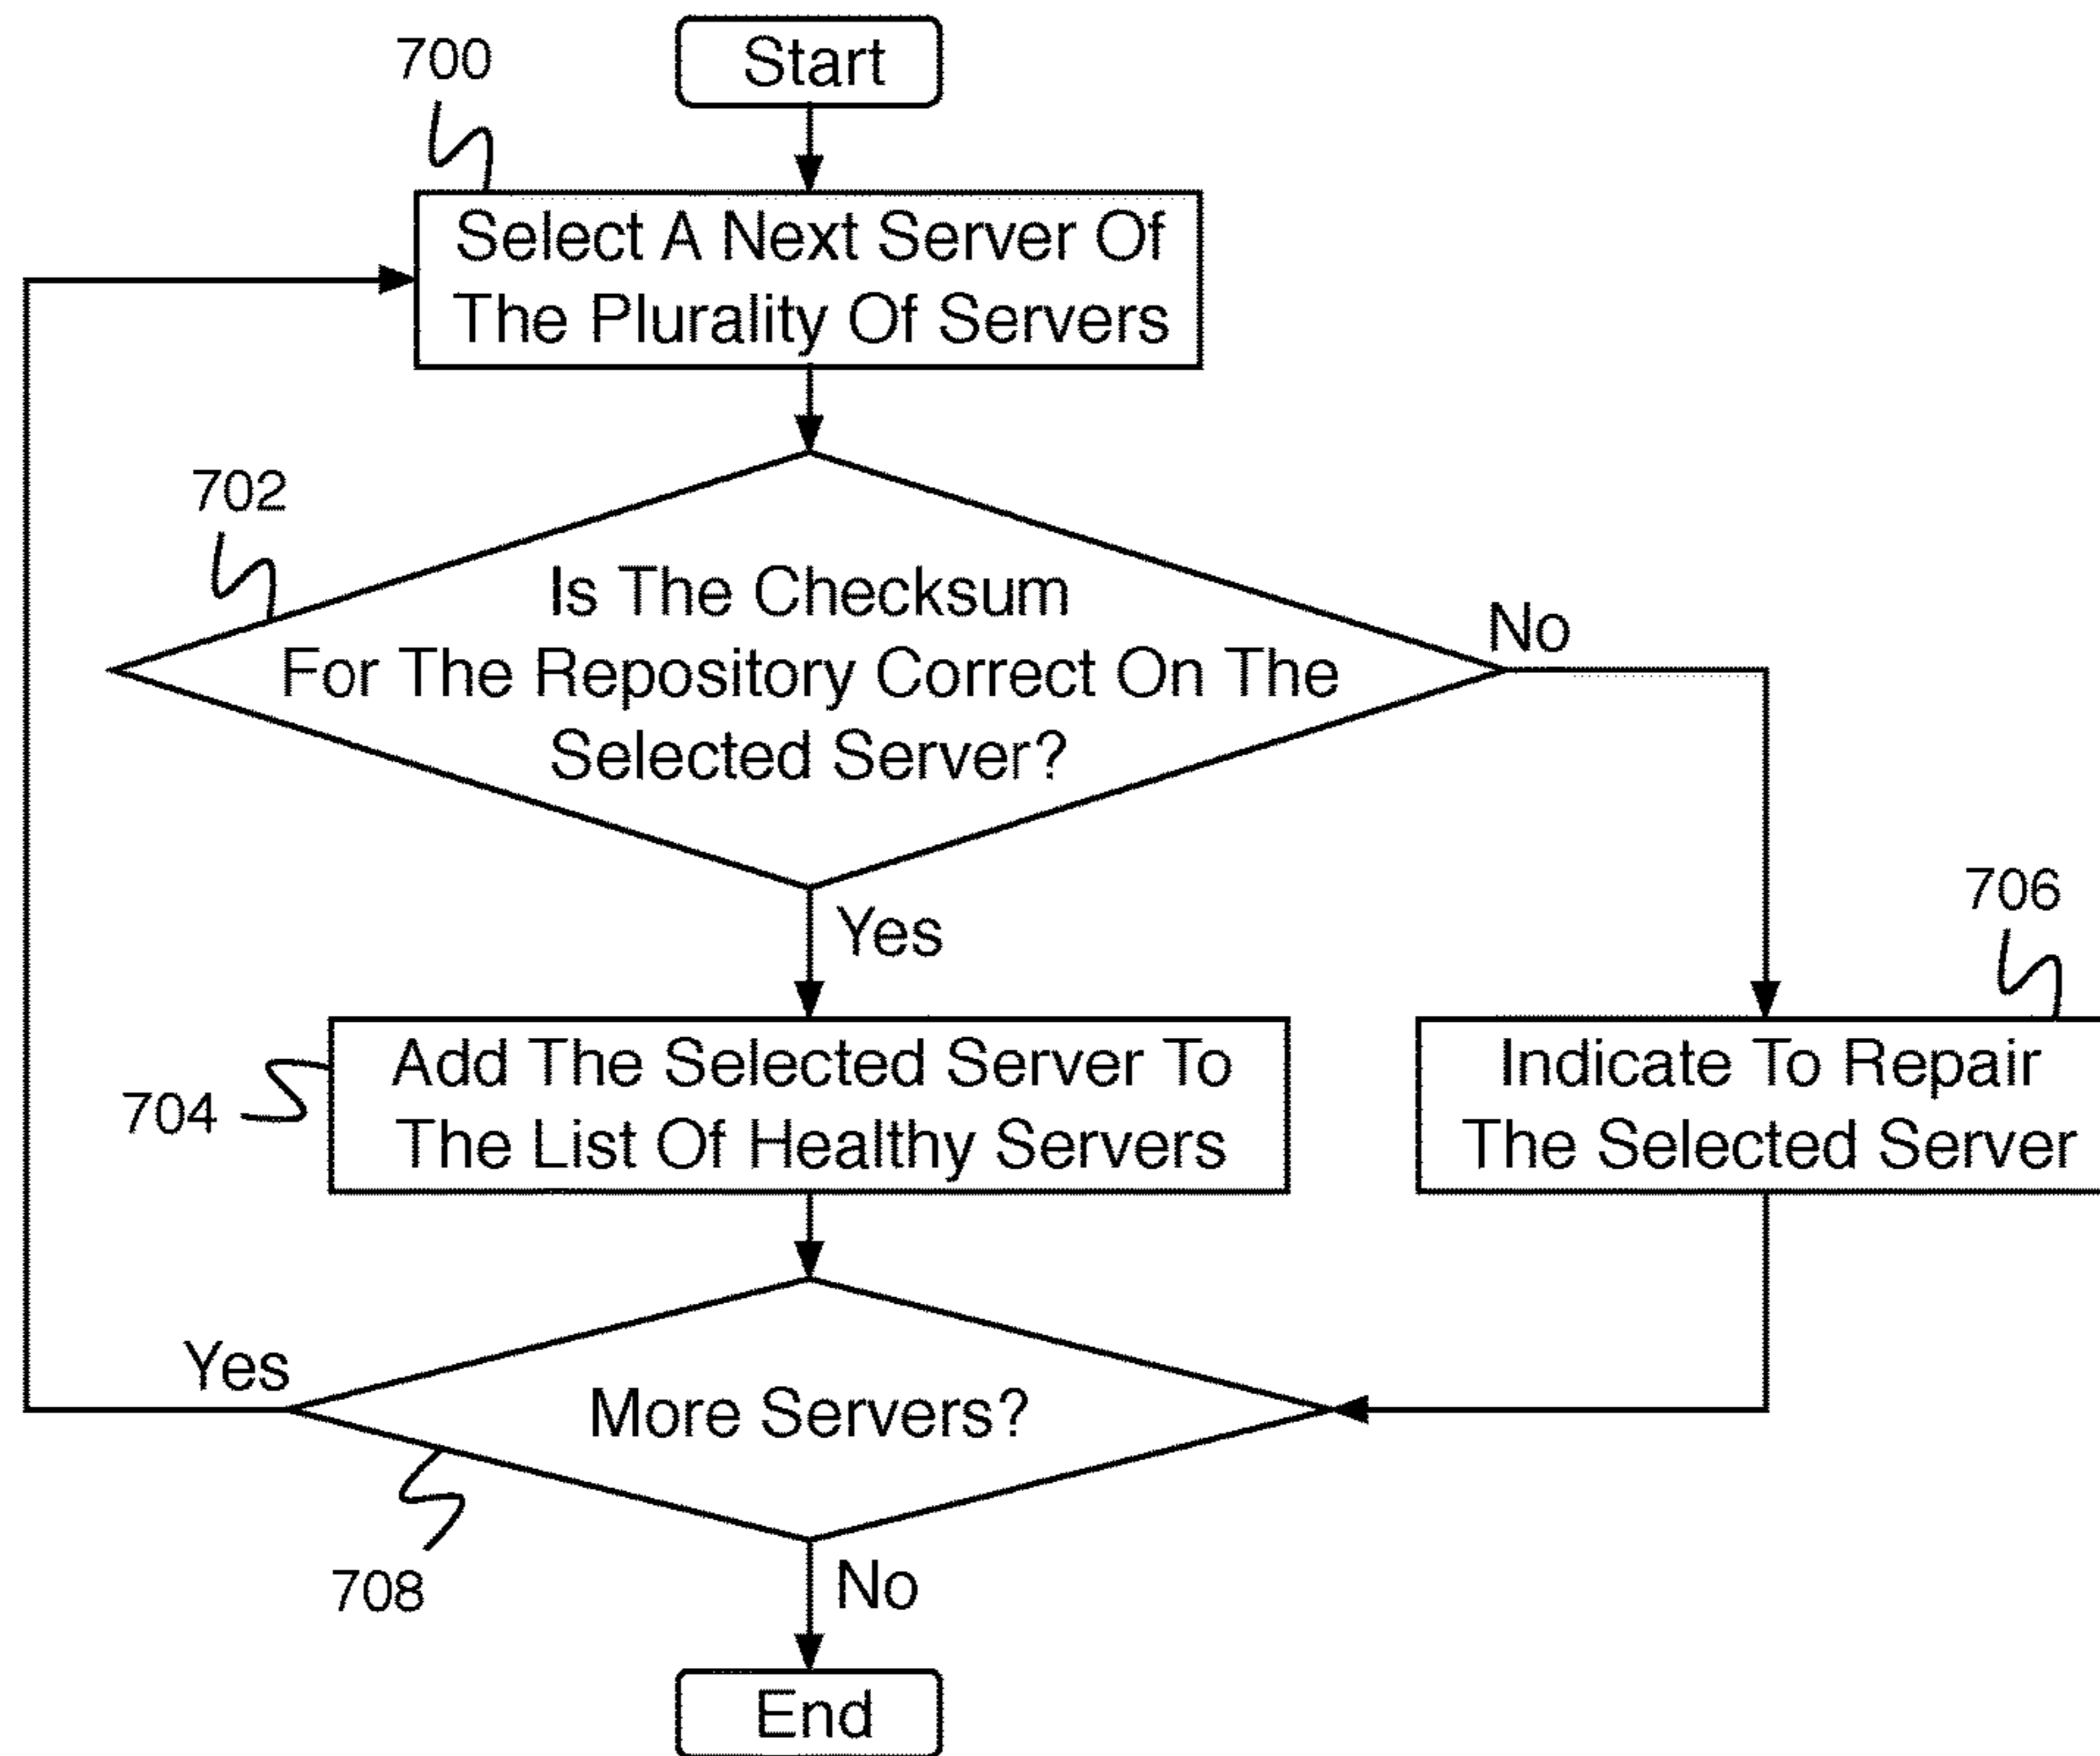 700
Start
Select A Next Server Of
The Plurality Of Servers
702
Is The Checksum
For The Repository Correct On The
Selected Server?
No
Yes
706
704
Add The Selected Server To
The List Of Healthy Servers
Indicate To Repair
The Selected Server
Yes
More Servers?
708
No
End